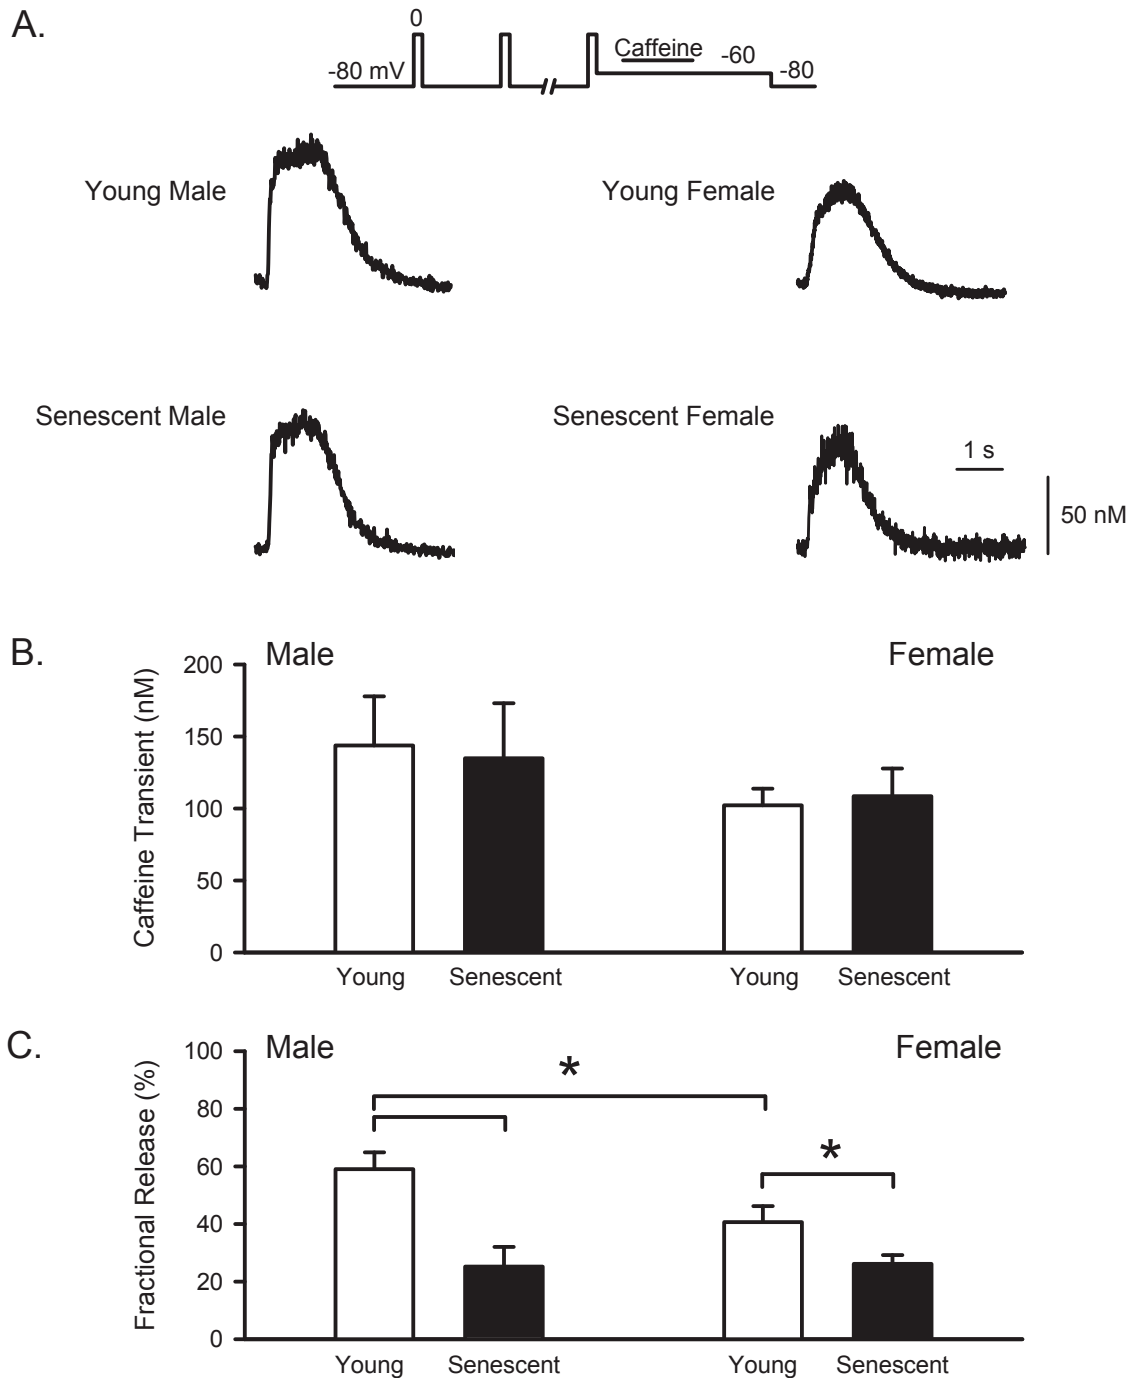 A.
0
Caffeine
-80 mV
-60
-80
Young Male
Young Female
Senescent Male
Senescent Female
1 s
50 nM
B.
Male
Female
Caffeine Transient (nM)
200
150
100
50
0
Young
Senescent
Young
Senescent
C.
Male
Female
Fractional Release (%)
100
80
60
40
20
0
*
*
Young
Senescent
Young
Senescent